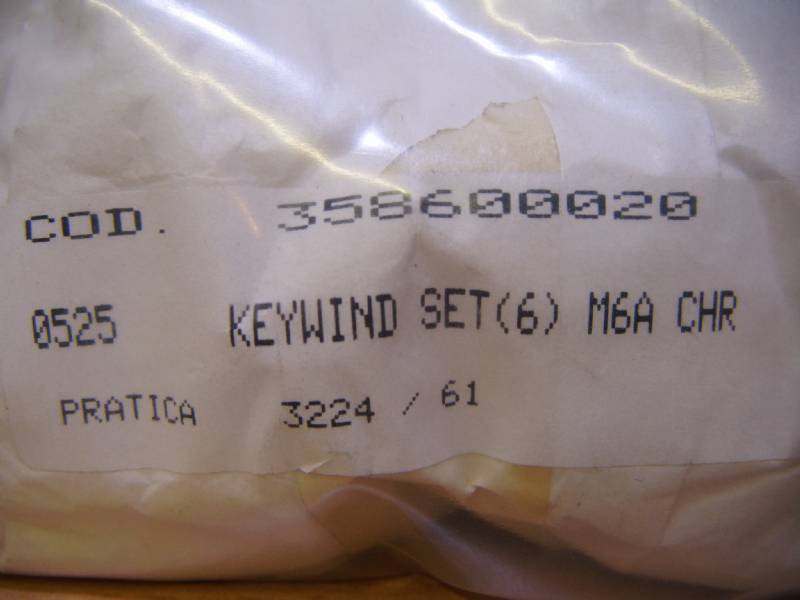 COD. 358600020
0525 KEYWIND SET(6) M6A CHR
PRATICA 3224 / 61